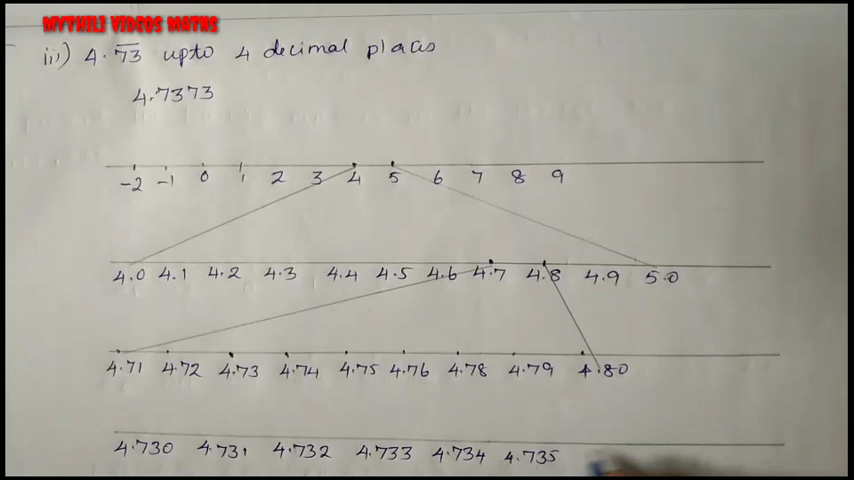 MYTHILI VIDEOS MATHS
iii) 4.7̅3̅ upto 4 decimal places
4.7373
-2 -1 0 1 2 3 4 5 6 7 8 9
4.0 4.1 4.2 4.3 4.4 4.5 4.6 4.7 4.8 4.9 5.0
4.71 4.72 4.73 4.74 4.75 4.76 4.78 4.79 4.80
4.730 4.731 4.732 4.733 4.734 4.735